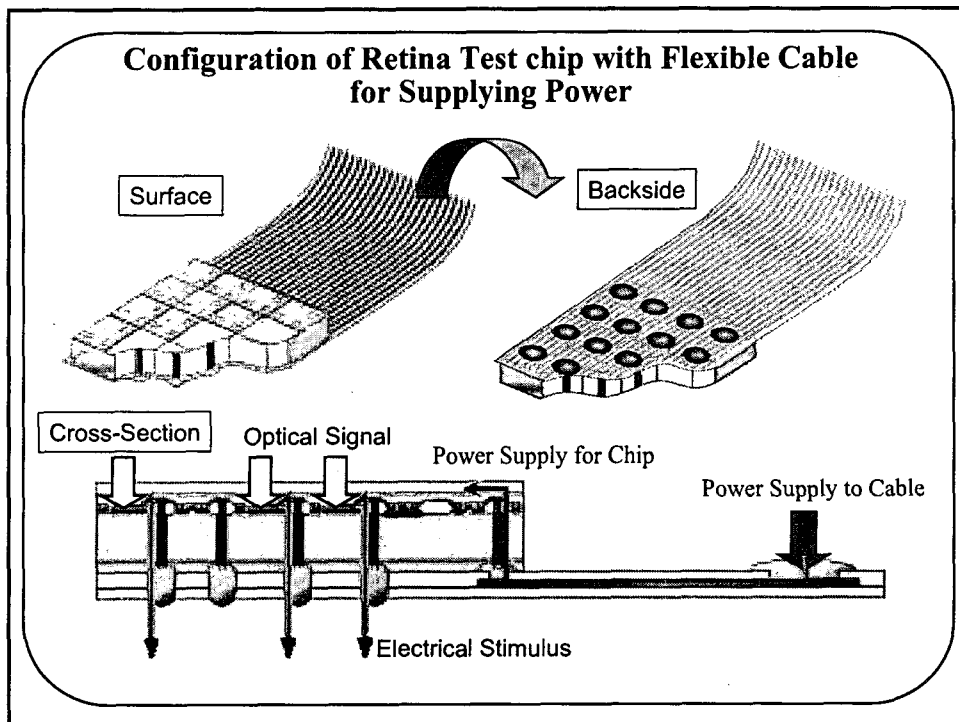 Configuration of Retina Test chip with Flexible Cable
for Supplying Power
Surface
Backside
Cross-Section
Optical Signal
Power Supply for Chip
Power Supply to Cable
Electrical Stimulus